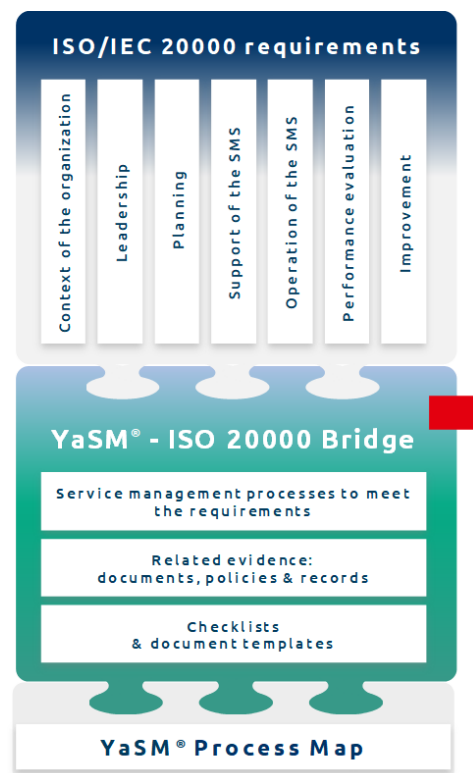 ISO/IEC 20000 requirements
Context of the organization
Leadership
Planning
Support of the SMS
Operation of the SMS
Performance evaluation
Improvement
YaSM® - ISO 20000 Bridge
Service management processes to meet
the requirements
Related evidence:
documents, policies & records
Checklists
& document templates
YaSM® Process Map